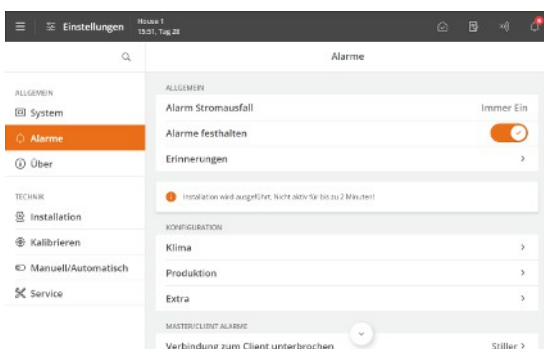 Einstellungen
House 1
15:51, Tag 28
Alarme
ALLGEMEIN
System
Alarme
Über
TECHNIK
Installation
Kalibrieren
Manuell/Automatisch
Service
ALLGEMEIN
Alarm Stromausfall Immer Ein
Alarme festhalten
Erinnerungen
Installation wird ausgeführt. Nicht aktiv für bis zu 2 Minuten!
KONFIGURATION
Klima
Produktion
Extra
MASTER/CLIENT ALARME
Verbindung zum Client unterbrochen Stiller